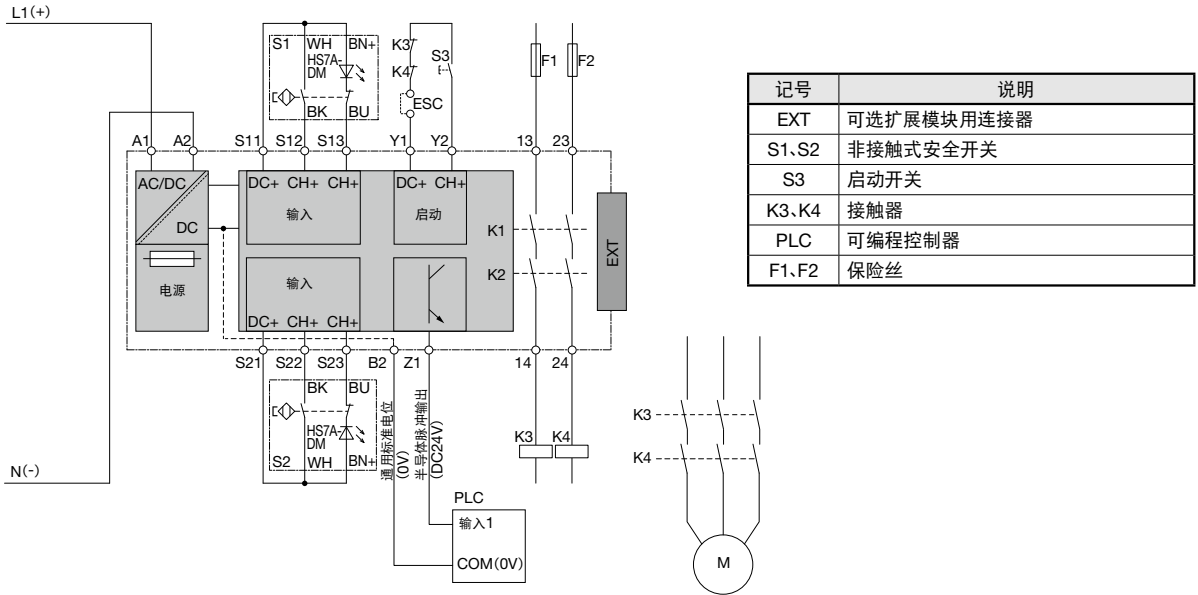 L1(+)
S1 WH BN+
HS7A-
DM
BK BU
K3
K4
S3
ESC
F1 F2
A1 A2 S11 S12 S13 Y1 Y2 13 23
AC/DC
DC
电源
DC+ CH+ CH+
输入
DC+ CH+
启动
K1
K2
EXT
输入
DC+ CH+ CH+
S21 S22 S23 B2 Z1 14 24
BK BU
HS7A-
DM
S2 WH BN+
通用标准电位
(0V)
半导体脉冲输出
(DC24V)
K3 K4
N(-)
PLC
输入1
COM(0V)
记号 说明
EXT 可选扩展模块用连接器
S1、S2 非接触式安全开关
S3 启动开关
K3、K4 接触器
PLC 可编程控制器
F1、F2 保险丝
K3
K4
M